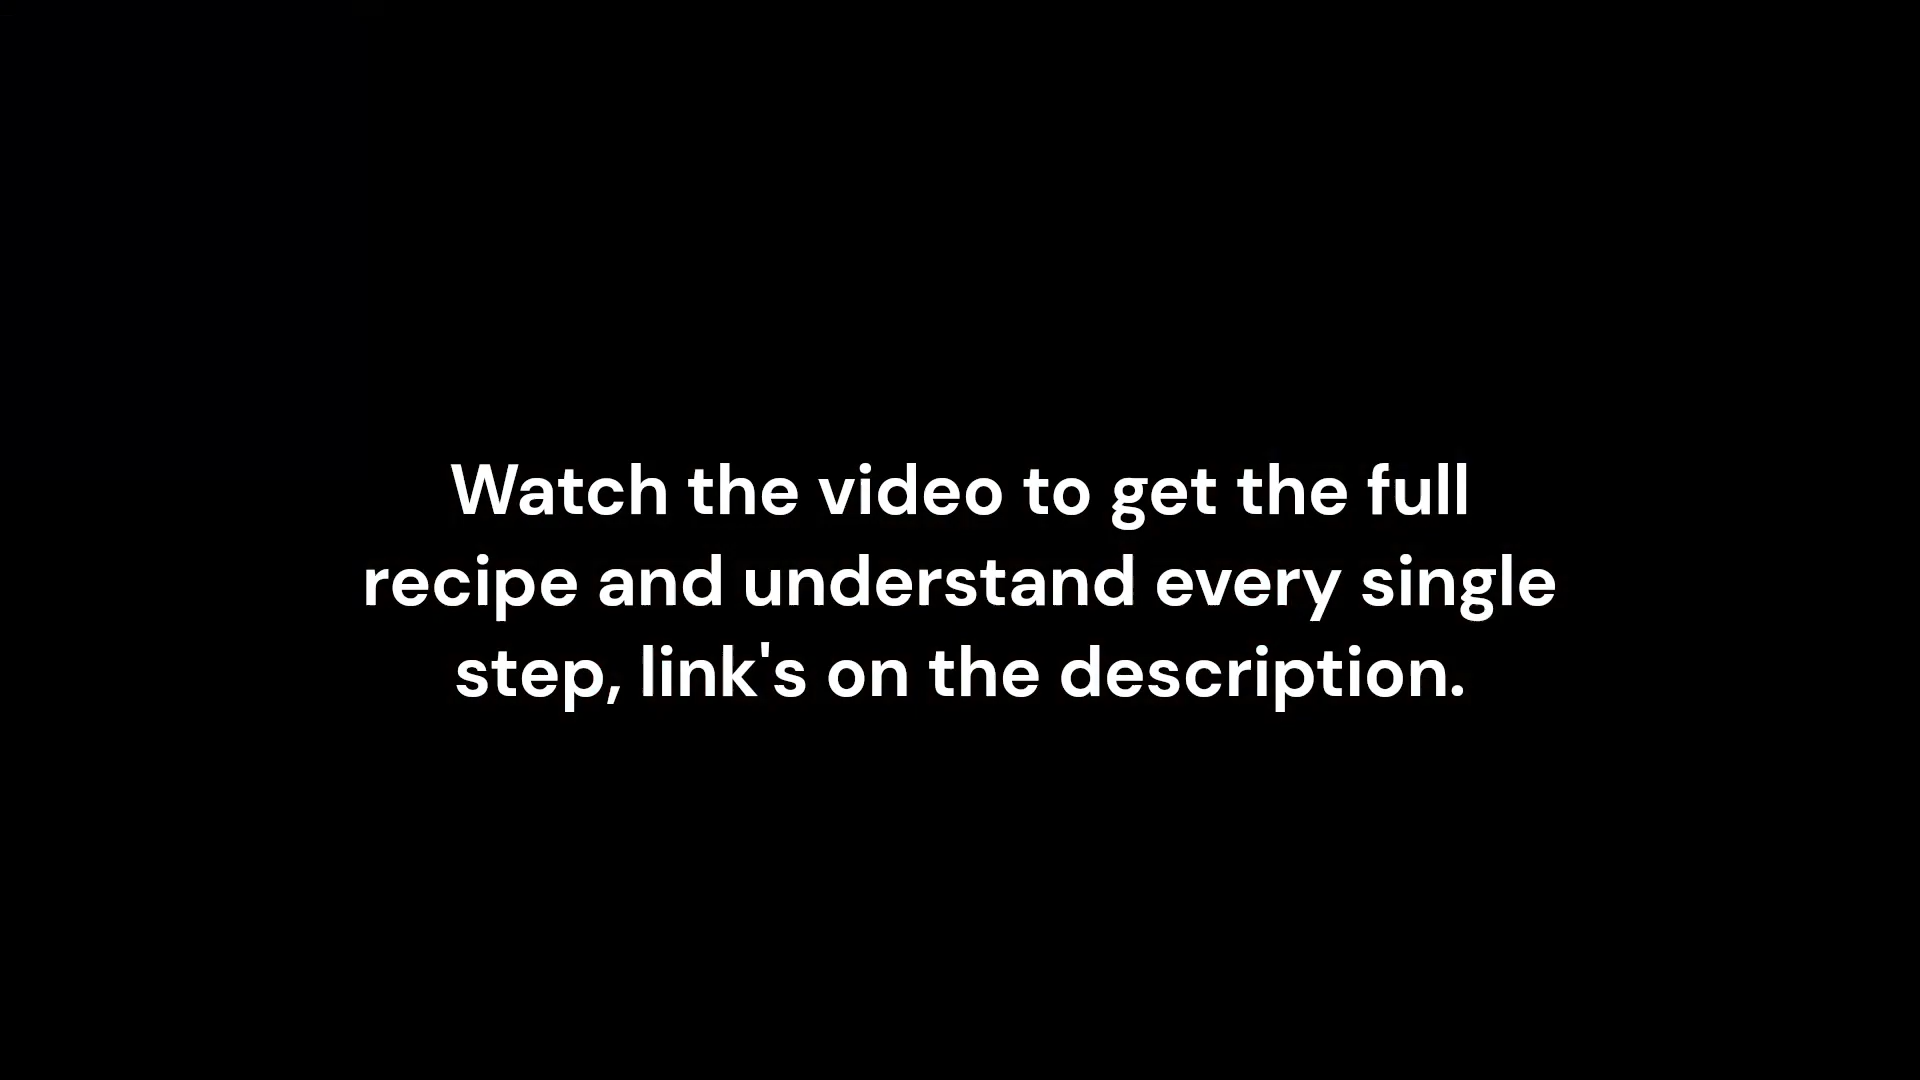 Watch the video to get the full
recipe and understand every single
step, link's on the description.